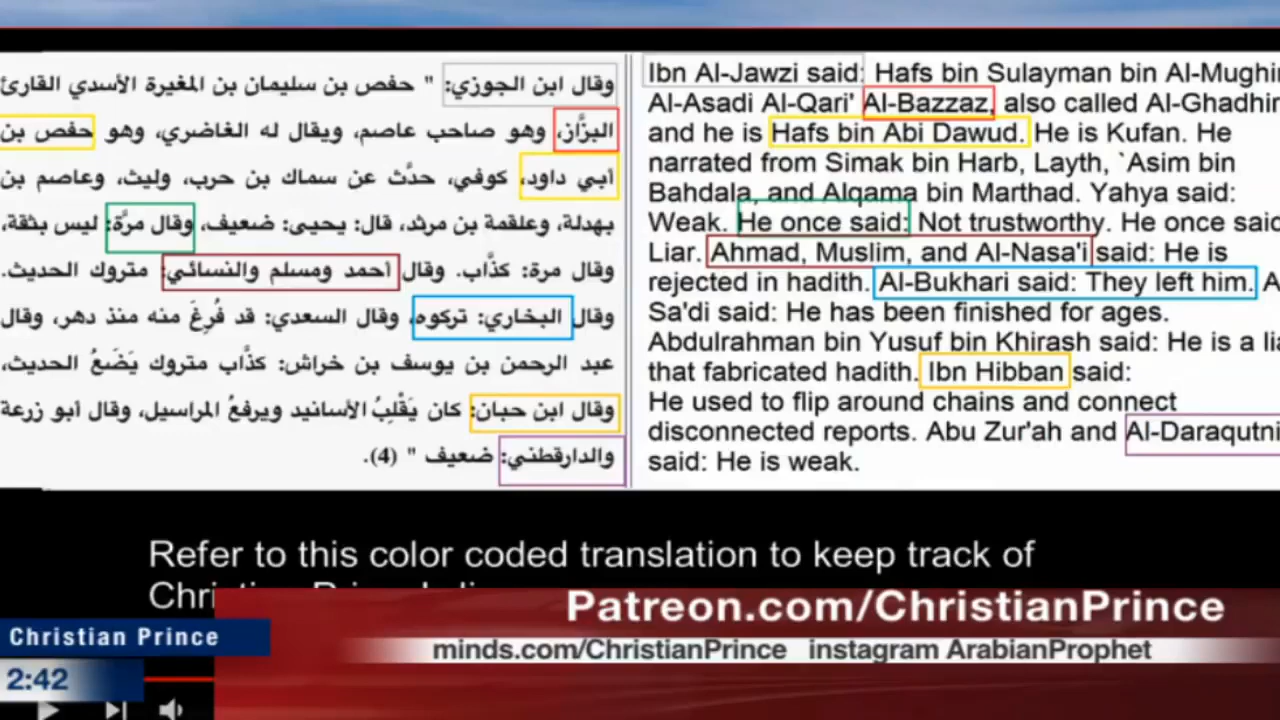 وقال ابن الجوزي: " حفص بن سليمان بن المغيرة الأسدي القارئ
البزَّاز، وهو صاحب عاصم، ويقال له الغاضري، وهو حفص بن
أبي داود، كوفي، حدَّث عن سماك بن حرب، وليث، وعاصم بن
بهدلة، وعلقمة بن مرثد، قال: يحيى: ضعيف، وقال مرَّة: ليس بثقة،
وقال مرة: كذَّاب. وقال أحمد ومسلم والنسائي: متروك الحديث.
وقال البخاري: تركوه، وقال السعدي: قد فُرِغَ منه منذ دهر، وقال
عبد الرحمن بن يوسف بن خراش: كذَّاب متروك يَضَعُ الحديث،
وقال ابن حبان: كان يَقْلِبُ الأسانيد ويرفعُ المراسيل، وقال أبو زرعة
والدارقطني: ضعيف " (4).
Ibn Al-Jawzi said: Hafs bin Sulayman bin Al-Mughi
Al-Asadi Al-Qari' Al-Bazzaz, also called Al-Ghadhi
and he is Hafs bin Abi Dawud. He is Kufan. He
narrated from Simak bin Harb, Layth, `Asim bin
Bahdala, and Alqama bin Marthad. Yahya said:
Weak. He once said: Not trustworthy. He once said
Liar. Ahmad, Muslim, and Al-Nasa'i said: He is
rejected in hadith. Al-Bukhari said: They left him. A
Sa'di said: He has been finished for ages.
Abdulrahman bin Yusuf bin Khirash said: He is a lia
that fabricated hadith. Ibn Hibban said:
He used to flip around chains and connect
disconnected reports. Abu Zur'ah and Al-Daraqutni
said: He is weak.
Refer to this color coded translation to keep track of
Patreon.com/ChristianPrince
Christian Prince
minds.com/ChristianPrince instagram ArabianProphet
2:42